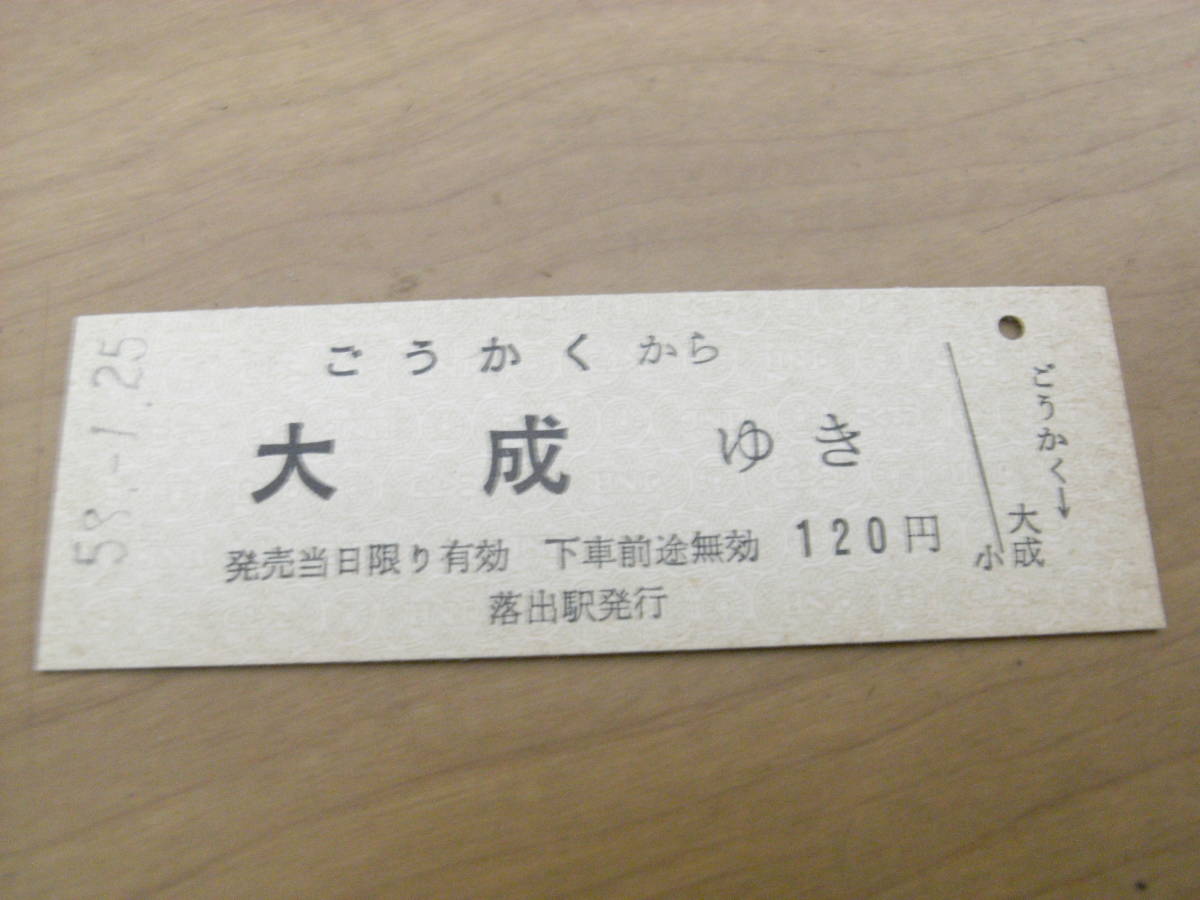 58.-1.25
ごうかくから
大成ゆき
発売当日限り有効 下車前途無効 120円
落出駅発行
ごうかく→
大成
小